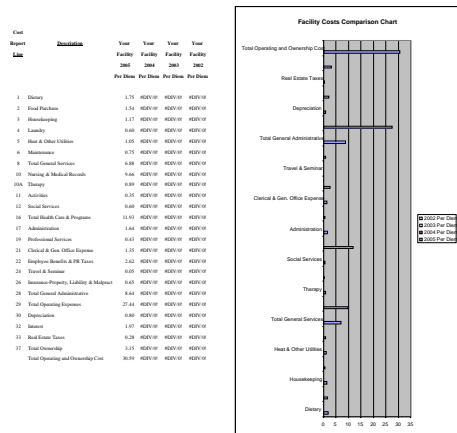 Facility Costs Comparison Chart
Cost
Report Description Year Year Year Year
Line Facility Facility Facility Facility
2005 2004 2003 2002
Per Diem Per Diem Per Diem Per Diem
1 Dietary 1.75 #DIV/0! #DIV/0! #DIV/0!
2 Food Purchase 1.54 #DIV/0! #DIV/0! #DIV/0!
3 Housekeeping 1.17 #DIV/0! #DIV/0! #DIV/0!
4 Laundry 0.60 #DIV/0! #DIV/0! #DIV/0!
5 Heat & Other Utilities 1.05 #DIV/0! #DIV/0! #DIV/0!
6 Maintenance 0.75 #DIV/0! #DIV/0! #DIV/0!
8 Total General Services 6.88 #DIV/0! #DIV/0! #DIV/0!
10 Nursing & Medical Records 9.66 #DIV/0! #DIV/0! #DIV/0!
10A Therapy 0.89 #DIV/0! #DIV/0! #DIV/0!
11 Activities 0.35 #DIV/0! #DIV/0! #DIV/0!
12 Social Services 0.60 #DIV/0! #DIV/0! #DIV/0!
16 Total Health Care & Programs 11.93 #DIV/0! #DIV/0! #DIV/0!
17 Administration 1.64 #DIV/0! #DIV/0! #DIV/0!
19 Professional Services 0.43 #DIV/0! #DIV/0! #DIV/0!
21 Clerical & Gen. Office Expense 1.35 #DIV/0! #DIV/0! #DIV/0!
22 Employee Benefits & PR Taxes 2.62 #DIV/0! #DIV/0! #DIV/0!
24 Travel & Seminar 0.05 #DIV/0! #DIV/0! #DIV/0!
26 Insurance-Property, Liability & Malpract 0.65 #DIV/0! #DIV/0! #DIV/0!
28 Total General Administrative 8.64 #DIV/0! #DIV/0! #DIV/0!
29 Total Operating Expenses 27.44 #DIV/0! #DIV/0! #DIV/0!
30 Depreciation 0.80 #DIV/0! #DIV/0! #DIV/0!
32 Interest 1.97 #DIV/0! #DIV/0! #DIV/0!
33 Real Estate Taxes 0.28 #DIV/0! #DIV/0! #DIV/0!
37 Total Ownership 3.15 #DIV/0! #DIV/0! #DIV/0!
Total Operating and Ownership Cost 30.59 #DIV/0! #DIV/0! #DIV/0!
Total Operating and Ownership Cost
Real Estate Taxes
Depreciation
Total General Administrative
Travel & Seminar
Clerical & Gen. Office Expense
Administration
Social Services
Therapy
Total General Services
Heat & Other Utilities
Housekeeping
Dietary
0 5 10 15 20 25 30 35
2002 Per Diem
2003 Per Diem
2004 Per Diem
2005 Per Diem